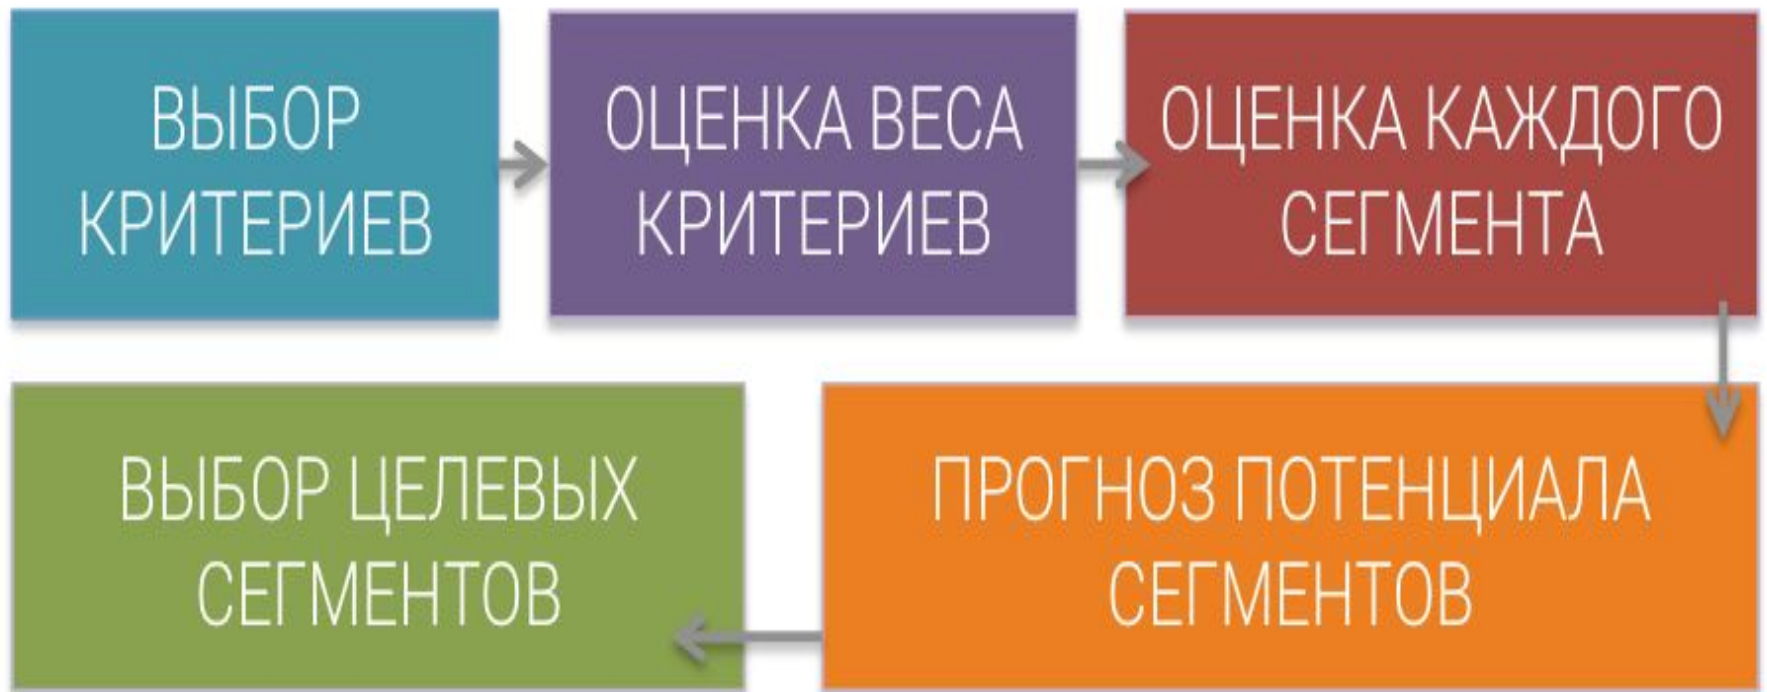 ВЫБОР
КРИТЕРИЕВ
ОЦЕНКА ВЕСА
КРИТЕРИЕВ
ОЦЕНКА КАЖДОГО
СЕГМЕНТА
ПРОГНОЗ ПОТЕНЦИАЛА
СЕГМЕНТОВ
ВЫБОР ЦЕЛЕВЫХ
СЕГМЕНТОВ